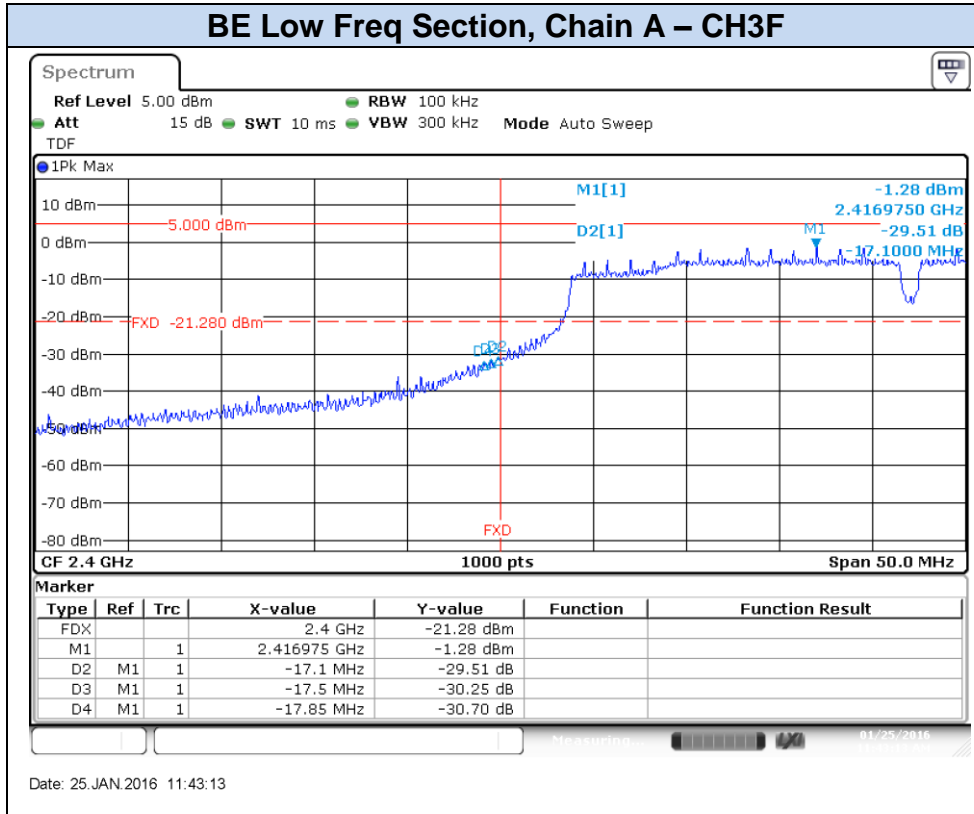 BE Low Freq Section, Chain A – CH3F
Spectrum
Ref Level 5.00 dBm RBW 100 kHz
Att 15 dB SWT 10 ms VBW 300 kHz Mode Auto Sweep
TDF
1Pk Max
M1[1] -1.28 dBm
2.4169750 GHz
D2[1] -29.51 dB
-17.1000 MHz
M1
10 dBm
5.000 dBm
0 dBm
-10 dBm
-20 dBm
FXD -21.280 dBm
-30 dBm
D2
-40 dBm
-50 dBm
-60 dBm
-70 dBm
FXD
-80 dBm
CF 2.4 GHz 1000 pts Span 50.0 MHz
Marker
Type Ref Trc X-value Y-value Function Function Result
FDX 2.4 GHz -21.28 dBm
M1 1 2.416975 GHz -1.28 dBm
D2 M1 1 -17.1 MHz -29.51 dB
D3 M1 1 -17.5 MHz -30.25 dB
D4 M1 1 -17.85 MHz -30.70 dB
Measuring LXI 01/25/2016
Date: 25.JAN.2016 11:43:13